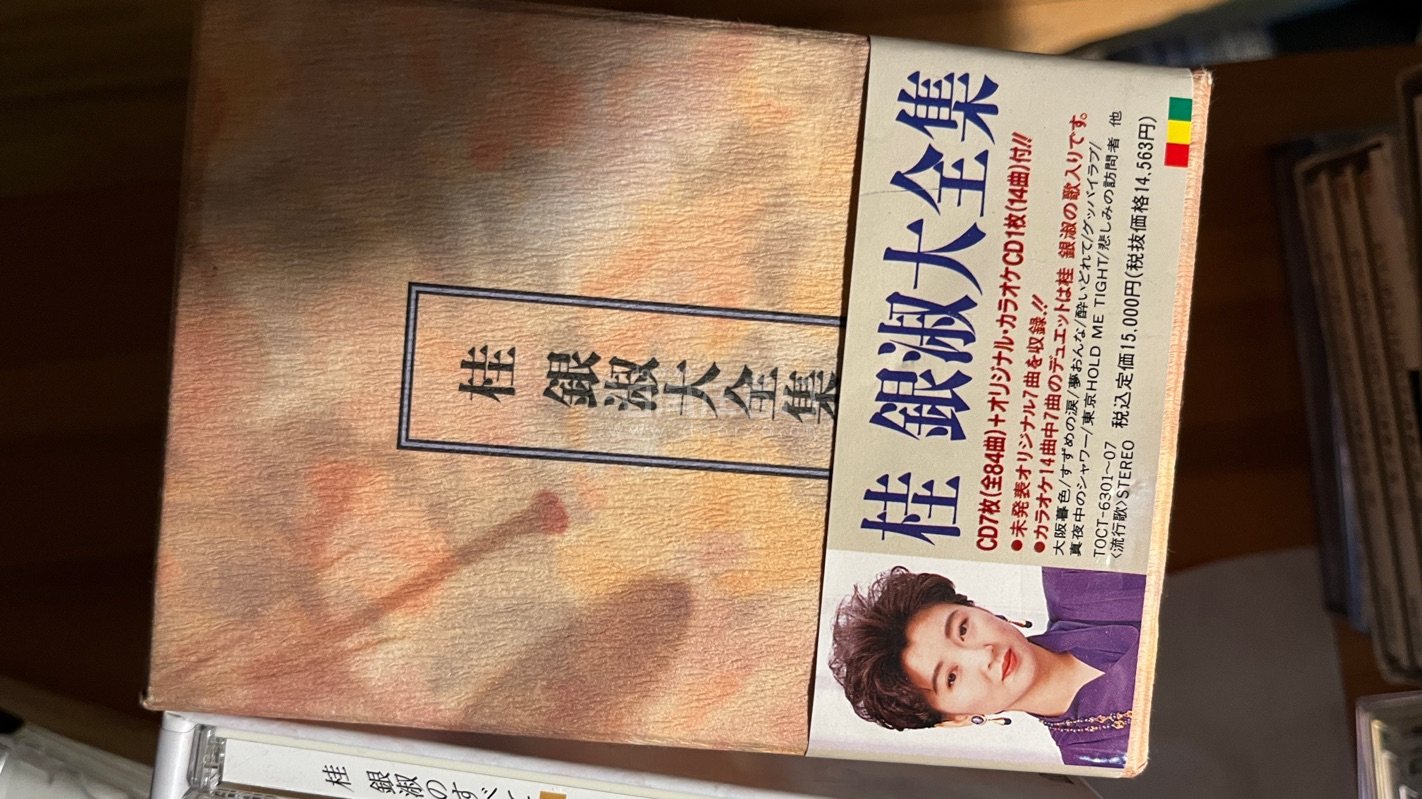 桂 銀淑大全集
桂 銀淑大全集
CD7枚(全84曲)+オリジナル・カラオケCD1枚(14曲)付!!
●未発表オリジナル7曲を収録!!
●カラオケ14曲中7曲のデュエットは桂 銀淑の歌入りです。
大阪暮色/すずめの涙/夢おんな/酔いどれて/グッバイラブ/
真夜中のシャワー/東京HOLD ME TIGHT/悲しみの訪問者 他
TOCT-6301〜07
〈流行歌〉STEREO 税込定価15,000円(税抜価格14,563円)
桂 銀淑のすべて